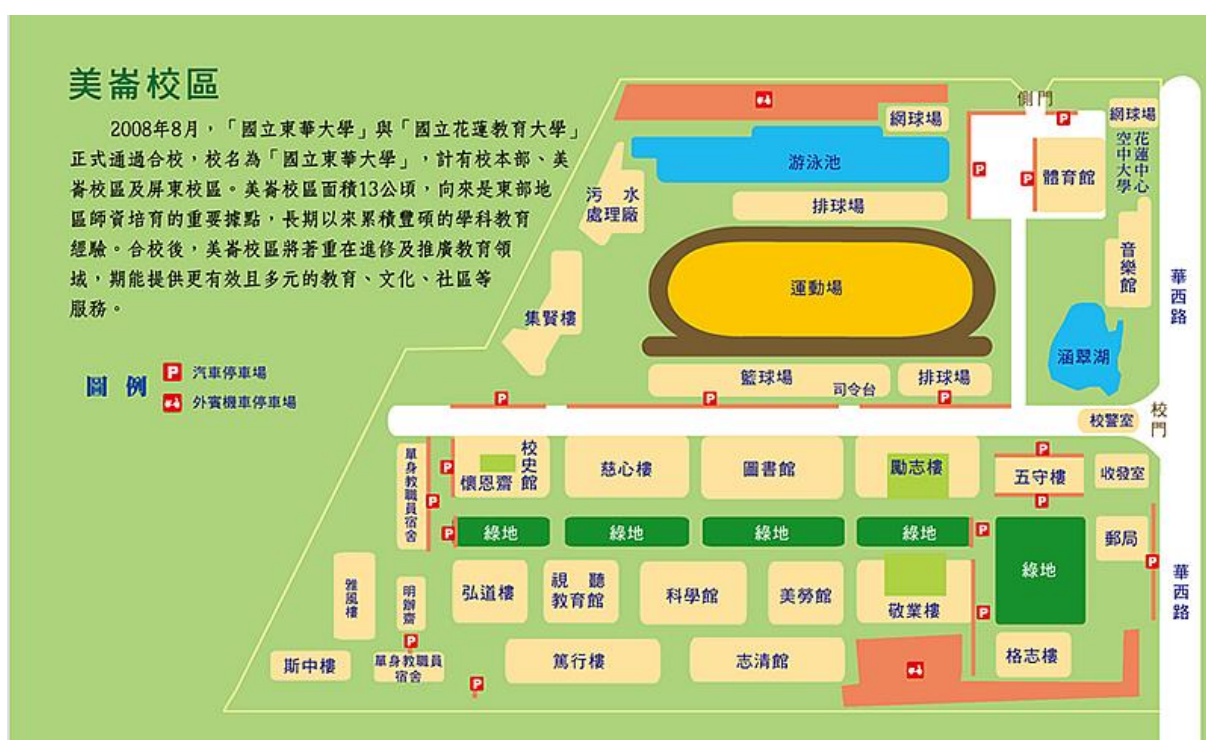 美崙校區
2008年8月，「國立東華大學」與「國立花蓮教育大學」
正式通過合校，校名為「國立東華大學」，計有校本部、美
崙校區及屏東校區。美崙校區面積13公頃，向來是東部地
區師資培育的重要據點，長期以來累積豐碩的學科教育
經驗。合校後，美崙校區將著重在進修及推廣教育領
域，期能提供更有效且多元的教育、文化、社區等
服務。
圖 例
P 汽車停車場
外賓機車停車場
側門
P
網球場
網球場
花蓮中心
空中大學
游泳池
P
P
體育館
污 水
處理廠
排球場
音樂館
運動場
華西路
集賢樓
涵翠湖
籃球場
司令台
排球場
P
P
P
校警室
校門
單身教職員宿舍
P
P
P
校史館
懷恩齋
慈心樓
圖書館
勵志樓
P
五守樓
P
收發室
綠地
綠地
綠地
綠地
P
綠地
郵局
P
華西路
雅風樓
明辦齋
弘道樓
視 聽
教育館
科學館
美勞館
敬業樓
P
P
斯中樓
單身教職員
宿舍
P
篤行樓
志清館
格志樓